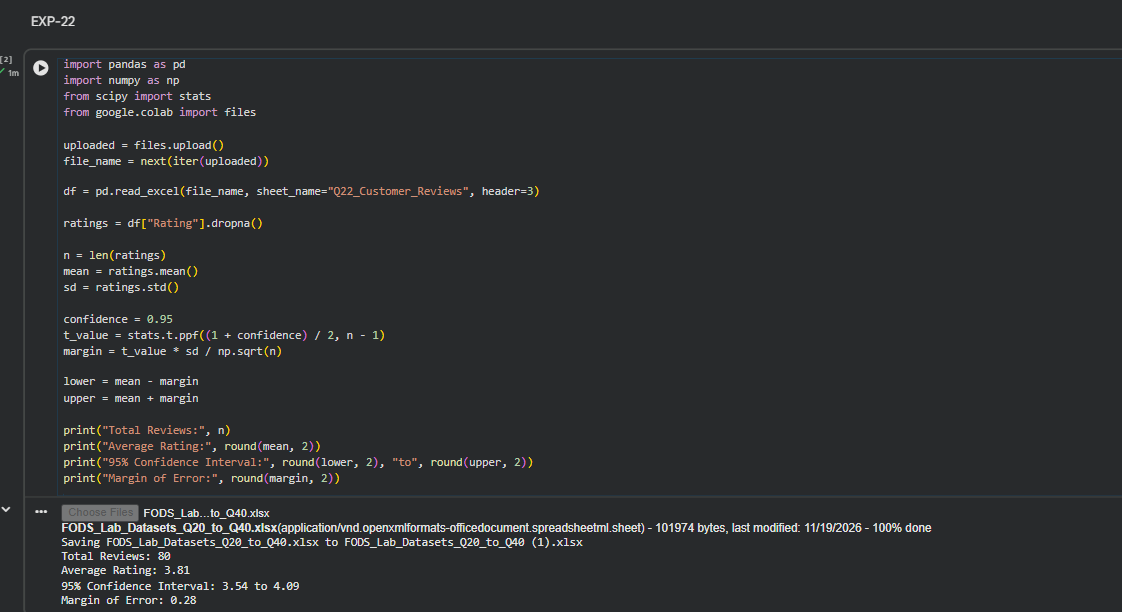 EXP-22
[2]
1m
import pandas as pd
import numpy as np
from scipy import stats
from google.colab import files
uploaded = files.upload()
file_name = next(iter(uploaded))
df = pd.read_excel(file_name, sheet_name="Q22_Customer_Reviews", header=3)
ratings = df["Rating"].dropna()
n = len(ratings)
mean = ratings.mean()
sd = ratings.std()
confidence = 0.95
t_value = stats.t.ppf((1 + confidence) / 2, n - 1)
margin = t_value * sd / np.sqrt(n)
lower = mean - margin
upper = mean + margin
print("Total Reviews:", n)
print("Average Rating:", round(mean, 2))
print("95% Confidence Interval:", round(lower, 2), "to", round(upper, 2))
print("Margin of Error:", round(margin, 2))
Choose Files FODS_Lab...to_Q40.xlsx
FODS_Lab_Datasets_Q20_to_Q40.xlsx(application/vnd.openxmlformats-officedocument.spreadsheetml.sheet) - 101974 bytes, last modified: 11/19/2026 - 100% done
Saving FODS_Lab_Datasets_Q20_to_Q40.xlsx to FODS_Lab_Datasets_Q20_to_Q40 (1).xlsx
Total Reviews: 80
Average Rating: 3.81
95% Confidence Interval: 3.54 to 4.09
Margin of Error: 0.28